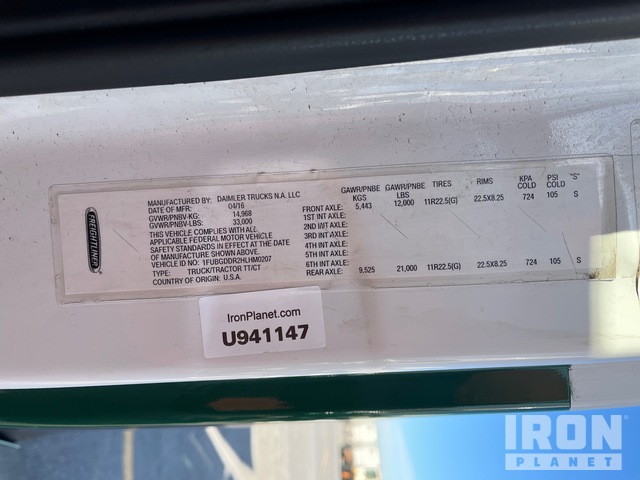 FREIGHTLINER
MANUFACTURED BY: DAIMLER TRUCKS N.A. LLC
DATE OF MFR: 04/16
GVWR/PNBV-KG: 14,968
GVWR/PNBV-LBS: 33,000
THIS VEHICLE COMPLIES WITH ALL
APPLICABLE FEDERAL MOTOR VEHICLE
SAFETY STANDARDS IN EFFECT AT THE DATE
OF MANUFACTURE SHOWN ABOVE.
VEHICLE ID NO.: 1FUBGDDR2HLHM0207
TYPE: TRUCK/TRACTOR TT/CT
COUNTRY OF ORIGIN: U.S.A.
GAWR/PNBE KGS GAWR/PNBE LBS TIRES RIMS KPA COLD PSI COLD "S"
FRONT AXLE: 5,443 12,000 11R22.5(G) 22.5X8.25 724 105 S
1ST INT AXLE:
2ND INT AXLE:
3RD INT AXLE:
4TH INT AXLE:
5TH INT AXLE:
6TH INT AXLE:
REAR AXLE: 9,525 21,000 11R22.5(G) 22.5X8.25 724 105 S
IronPlanet.com
U941147
IRON
PLANET